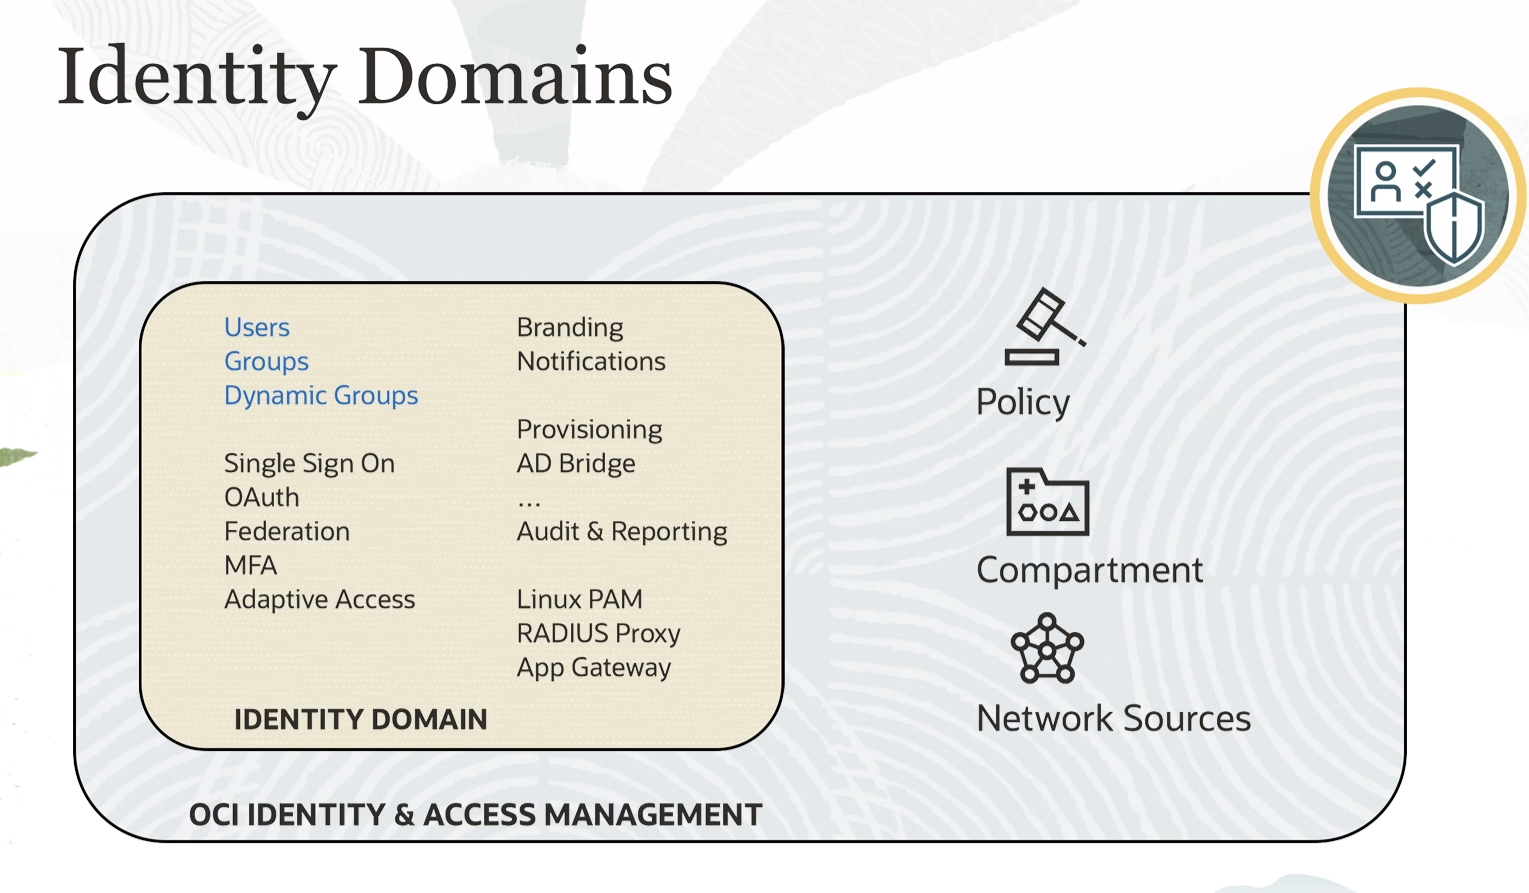 Identity Domains
Users
Groups
Dynamic Groups
Single Sign On
OAuth
Federation
MFA
Adaptive Access
Branding
Notifications
Provisioning
AD Bridge
...
Audit & Reporting
Linux PAM
RADIUS Proxy
App Gateway
IDENTITY DOMAIN
OCI IDENTITY & ACCESS MANAGEMENT
Policy
Compartment
Network Sources